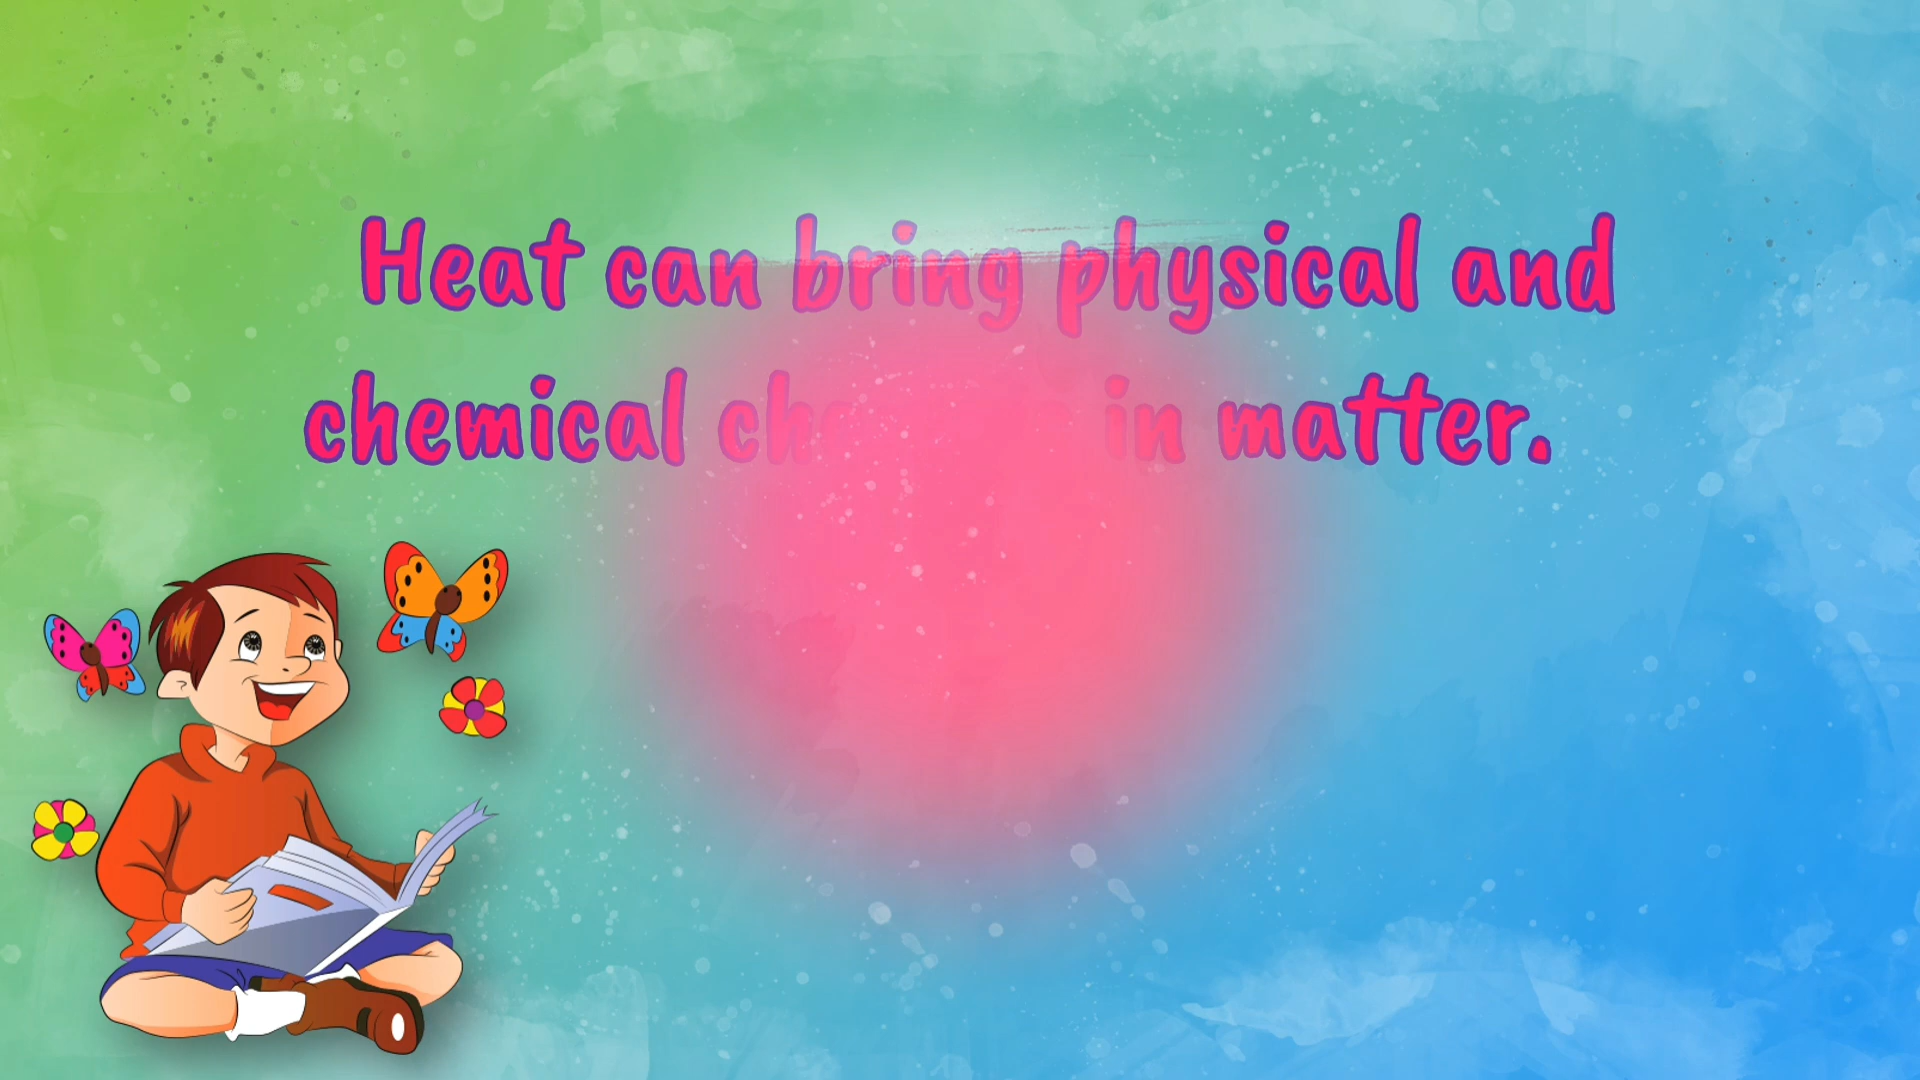 Heat can bring physical and
chemical in matter.